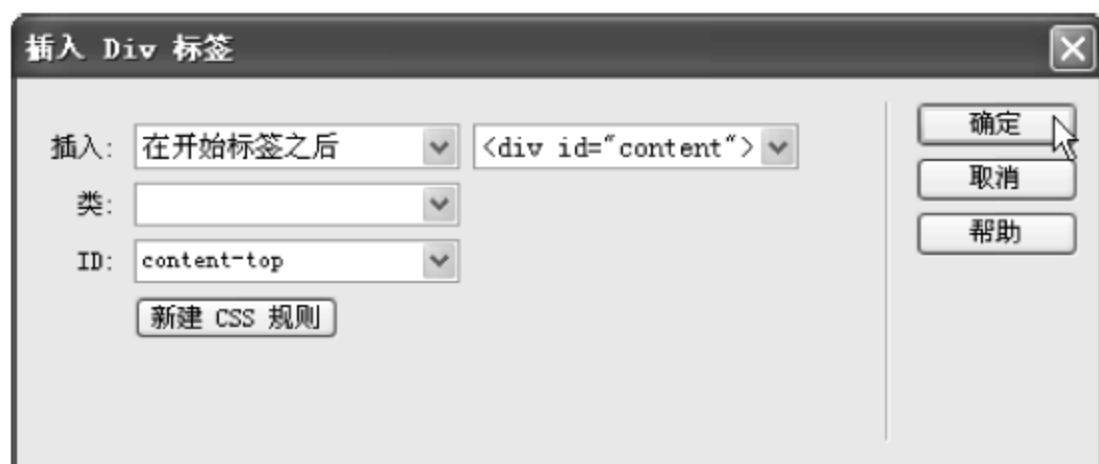 插入 Div 标签
插入: 在开始标签之后 <div id="content">
类:
ID: content-top
新建 CSS 规则
确定
取消
帮助